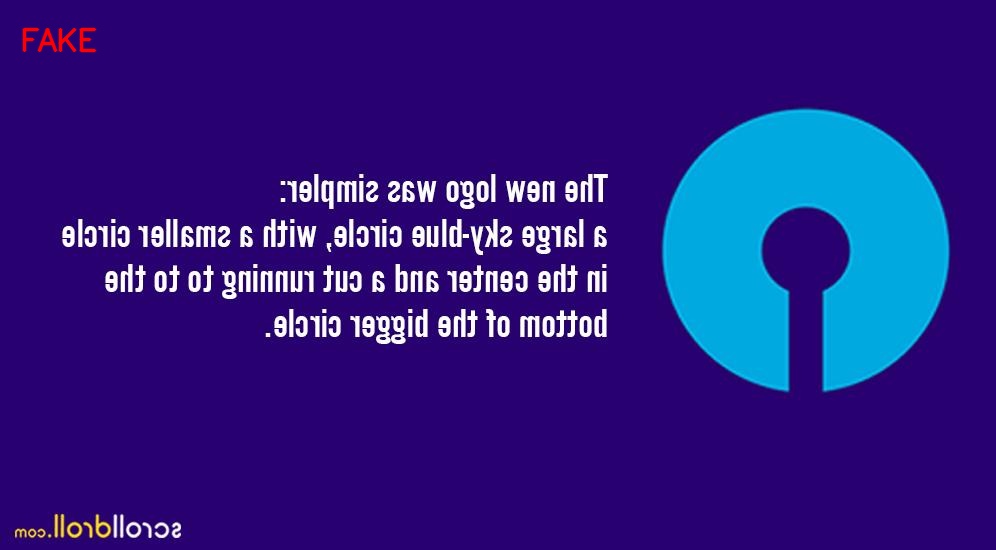 FAKE
The new logo was simpler:
a large sky-blue circle, with a smaller circle
in the center and a cut running to to the
bottom of the bigger circle.
scrolldroll.com